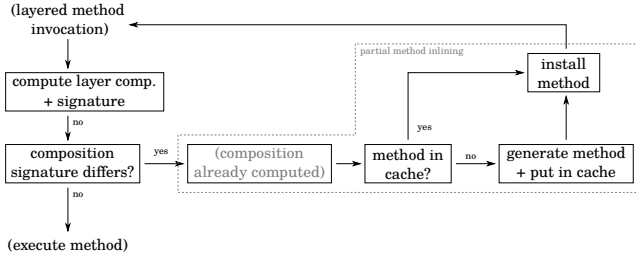 (layered method
invocation)
partial method inlining
install
method
compute layer comp.
+ signature
no
yes
composition
signature differs?
yes
(composition
already computed)
method in
cache?
no
generate method
+ put in cache
no
(execute method)